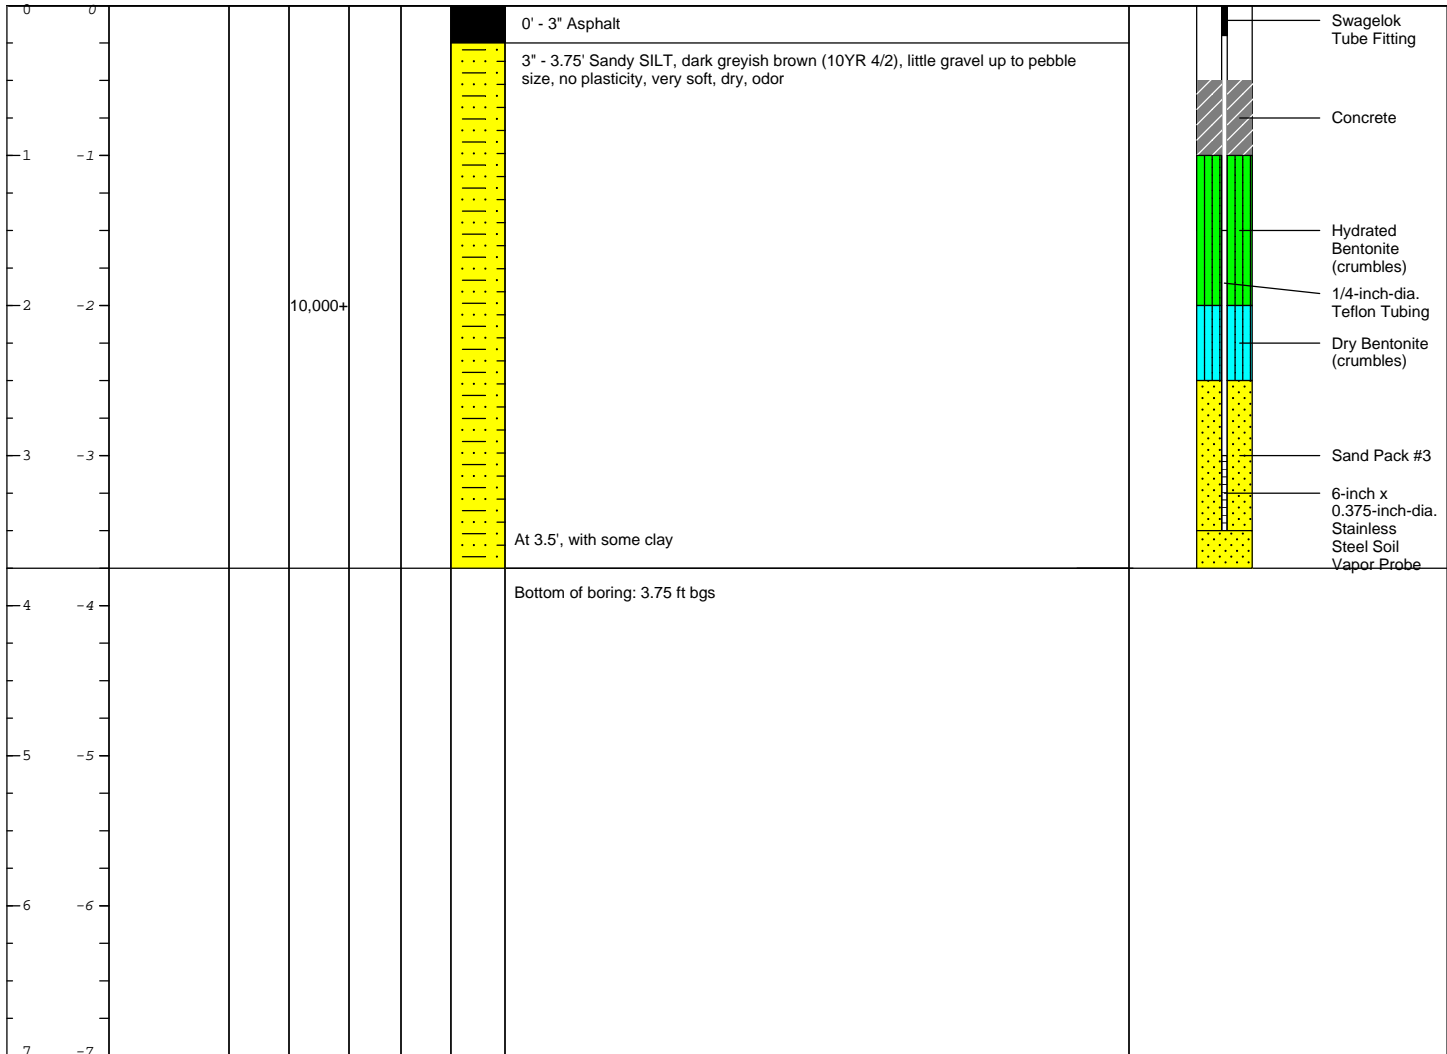 0 0
0' - 3" Asphalt
3" - 3.75' Sandy SILT, dark greyish brown (10YR 4/2), little gravel up to pebble
size, no plasticity, very soft, dry, odor
Swagelok
Tube Fitting
Concrete
1 -1
Hydrated
Bentonite
(crumbles)
1/4-inch-dia.
Teflon Tubing
2 -2
10,000+
Dry Bentonite
(crumbles)
3 -3
Sand Pack #3
6-inch x
0.375-inch-dia.
Stainless
Steel Soil
Vapor Probe
At 3.5', with some clay
Bottom of boring: 3.75 ft bgs
4 -4
5 -5
6 -6
7 -7